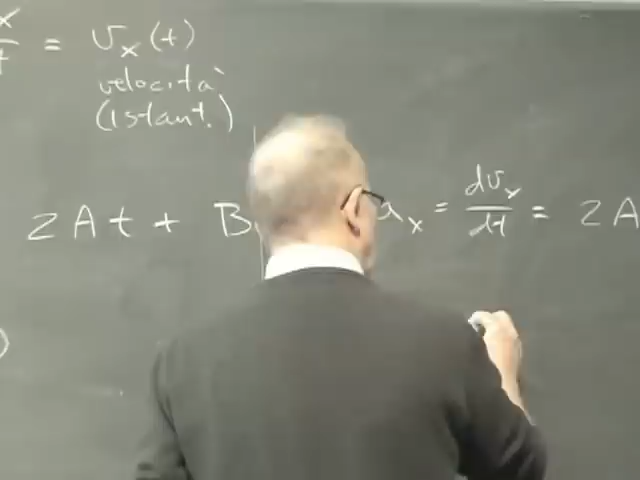 x/t = v_x(t)
velocità
(istant.)
2At + B
a_x = dv_x/dt = 2A
)